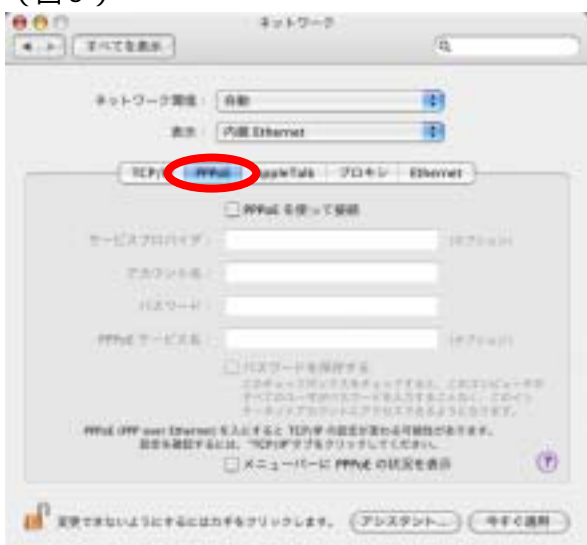 ネットワーク
すべてを表示
ネットワーク環境： 自動
表示： 内蔵 Ethernet
TCP/IP PPPoE AppleTalk プロキシ Ethernet
PPPoE を使って接続
サービスプロバイダ： （オプション）
アカウント名：
パスワード：
PPPoE サービス名： （オプション）
パスワードを保存する
PPPoE (PPP over Ethernet) を入にすると TCP/IP の設定が変わる可能性があります。
設定を確認するには、"TCP/IP"タブをクリックしてください。
メニューバーに PPPoE の状況を表示
?
変更できないようにするにはカギをクリックします。 アシスタント... 今すぐ適用